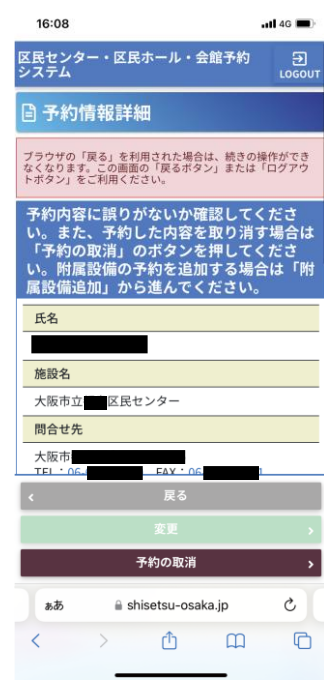 16:08
4G
区民センター・区民ホール・会館予約
システム
LOGOUT
予約情報詳細
ブラウザの「戻る」を利用された場合は、続きの操作ができ
なくなります。この画面の「戻るボタン」または「ログアウ
トボタン」をご利用ください。
予約内容に誤りがないか確認してくださ
い。また、予約した内容を取り消す場合は
「予約の取消」のボタンを押してくださ
い。附属設備の予約を追加する場合は「附
属設備追加」から進んでください。
氏名
施設名
大阪市立 区民センター
問合せ先
大阪市
TEL：06- FAX：06-
戻る
変更
予約の取消
ぁあ shisetsu-osaka.jp